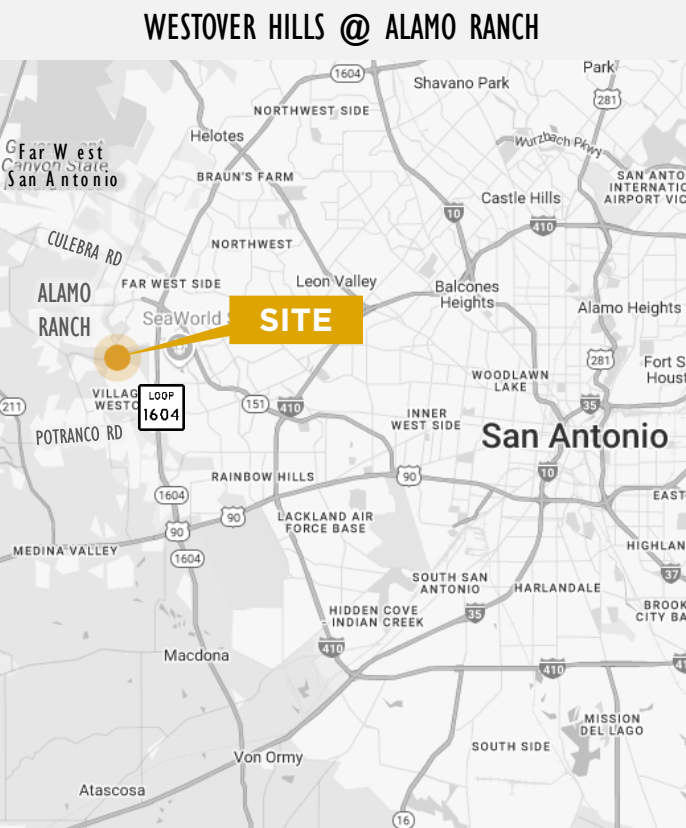 WESTOVER HILLS @ ALAMO RANCH
1604
Shavano Park
Park
281
NORTHWEST SIDE
Helotes
Wurzbach Pkwy
Far West
Canyon State
San Antonio
BRAUN'S FARM
SAN ANTO
INTERNATIO
AIRPORT VIC
Castle Hills
10
410
CULEBRA RD
NORTHWEST
FAR WEST SIDE
Leon Valley
Balcones
Heights
ALAMO
RANCH
SeaWorld S
SITE
Alamo Heights
281
Fort S
Houst
WOODLAWN
LAKE
VILLAG
WESTO
LOOP
1604
211
151
410
35
INNER
WEST SIDE
San Antonio
POTRANCO RD
10
RAINBOW HILLS
90
1604
90
90
EAST
LACKLAND AIR
FORCE BASE
MEDINA VALLEY
1604
HIGHLAN
37
SOUTH SAN
ANTONIO
HARLANDALE
HIDDEN COVE
- INDIAN CREEK
35
BROOK
CITY BA
410
Macdona
410
41
MISSION
DEL LAGO
SOUTH SIDE
Von Ormy
Atascosa
16